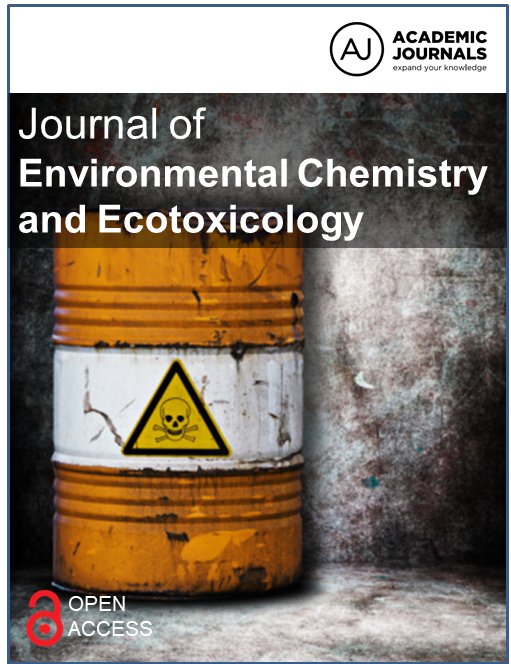 AJ
ACADEMIC
JOURNALS
expand your knowledge
Journal of
Environmental Chemistry
and Ecotoxicology
OPEN
ACCESS